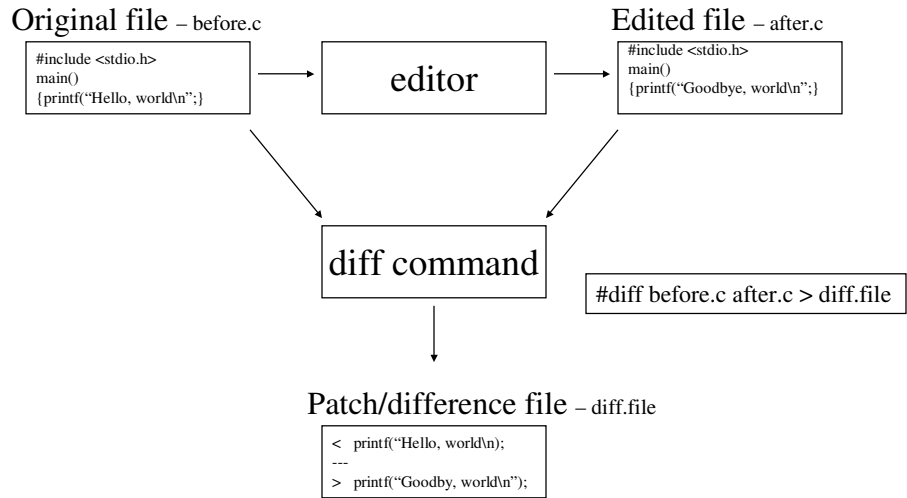 Original file – before.c
#include <stdio.h>
main()
{printf(“Hello, world\n”;}
editor
Edited file – after.c
#include <stdio.h>
main()
{printf(“Goodbye, world\n”;}
diff command
#diff before.c after.c > diff.file
Patch/difference file – diff.file
< printf(“Hello, world\n);
---
> printf(“Goodby, world\n”);